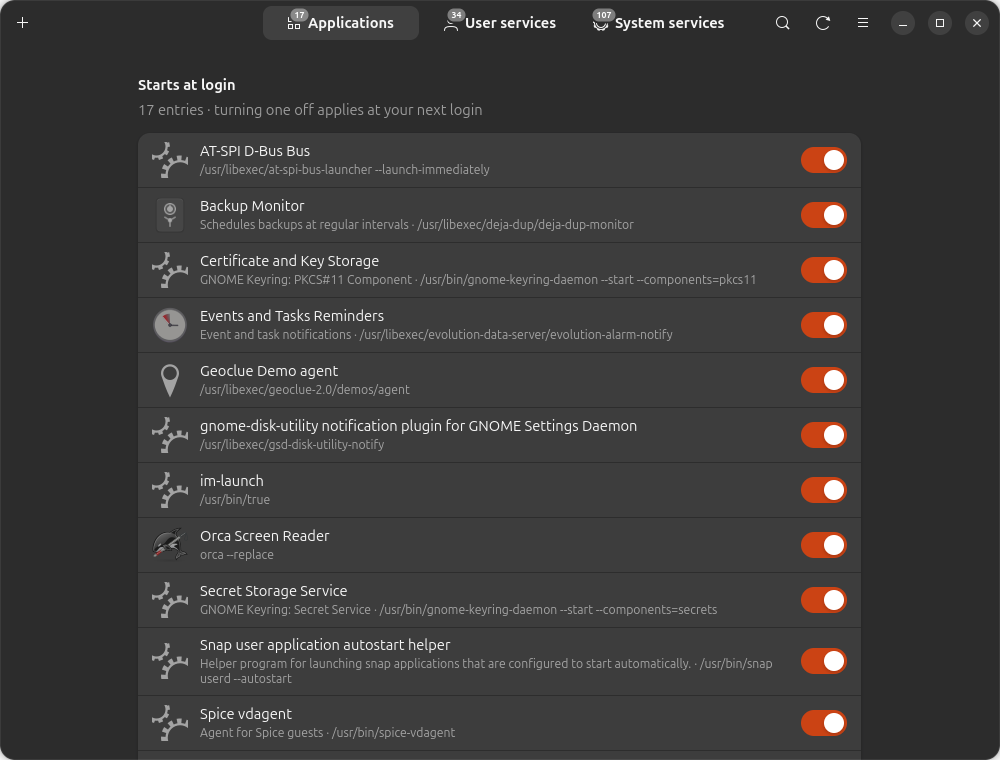 17
Applications
34
User services
107
System services
Starts at login
17 entries · turning one off applies at your next login
AT-SPI D-Bus Bus
/usr/libexec/at-spi-bus-launcher --launch-immediately
Backup Monitor
Schedules backups at regular intervals · /usr/libexec/deja-dup/deja-dup-monitor
Certificate and Key Storage
GNOME Keyring: PKCS#11 Component · /usr/bin/gnome-keyring-daemon --start --components=pkcs11
Events and Tasks Reminders
Event and task notifications · /usr/libexec/evolution-data-server/evolution-alarm-notify
Geoclue Demo agent
/usr/libexec/geoclue-2.0/demos/agent
gnome-disk-utility notification plugin for GNOME Settings Daemon
/usr/libexec/gsd-disk-utility-notify
im-launch
/usr/bin/true
Orca Screen Reader
orca --replace
Secret Storage Service
GNOME Keyring: Secret Service · /usr/bin/gnome-keyring-daemon --start --components=secrets
Snap user application autostart helper
Helper program for launching snap applications that are configured to start automatically. · /usr/bin/snap
userd --autostart
Spice vdagent
Agent for Spice guests · /usr/bin/spice-vdagent